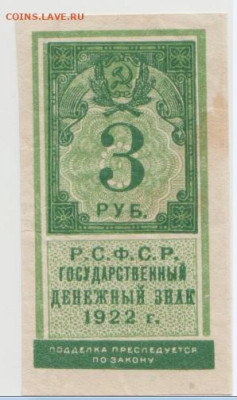 COINS.LAVE.RU
3
РУБ.
Р.С.Ф.С.Р.
ГОСУДАРСТВЕННЫЙ
ДЕНЕЖНЫЙ ЗНАК
1922 г.
ПОДДЕЛКА ПРЕСЛЕДУЕТСЯ
ПО ЗАКОНУ